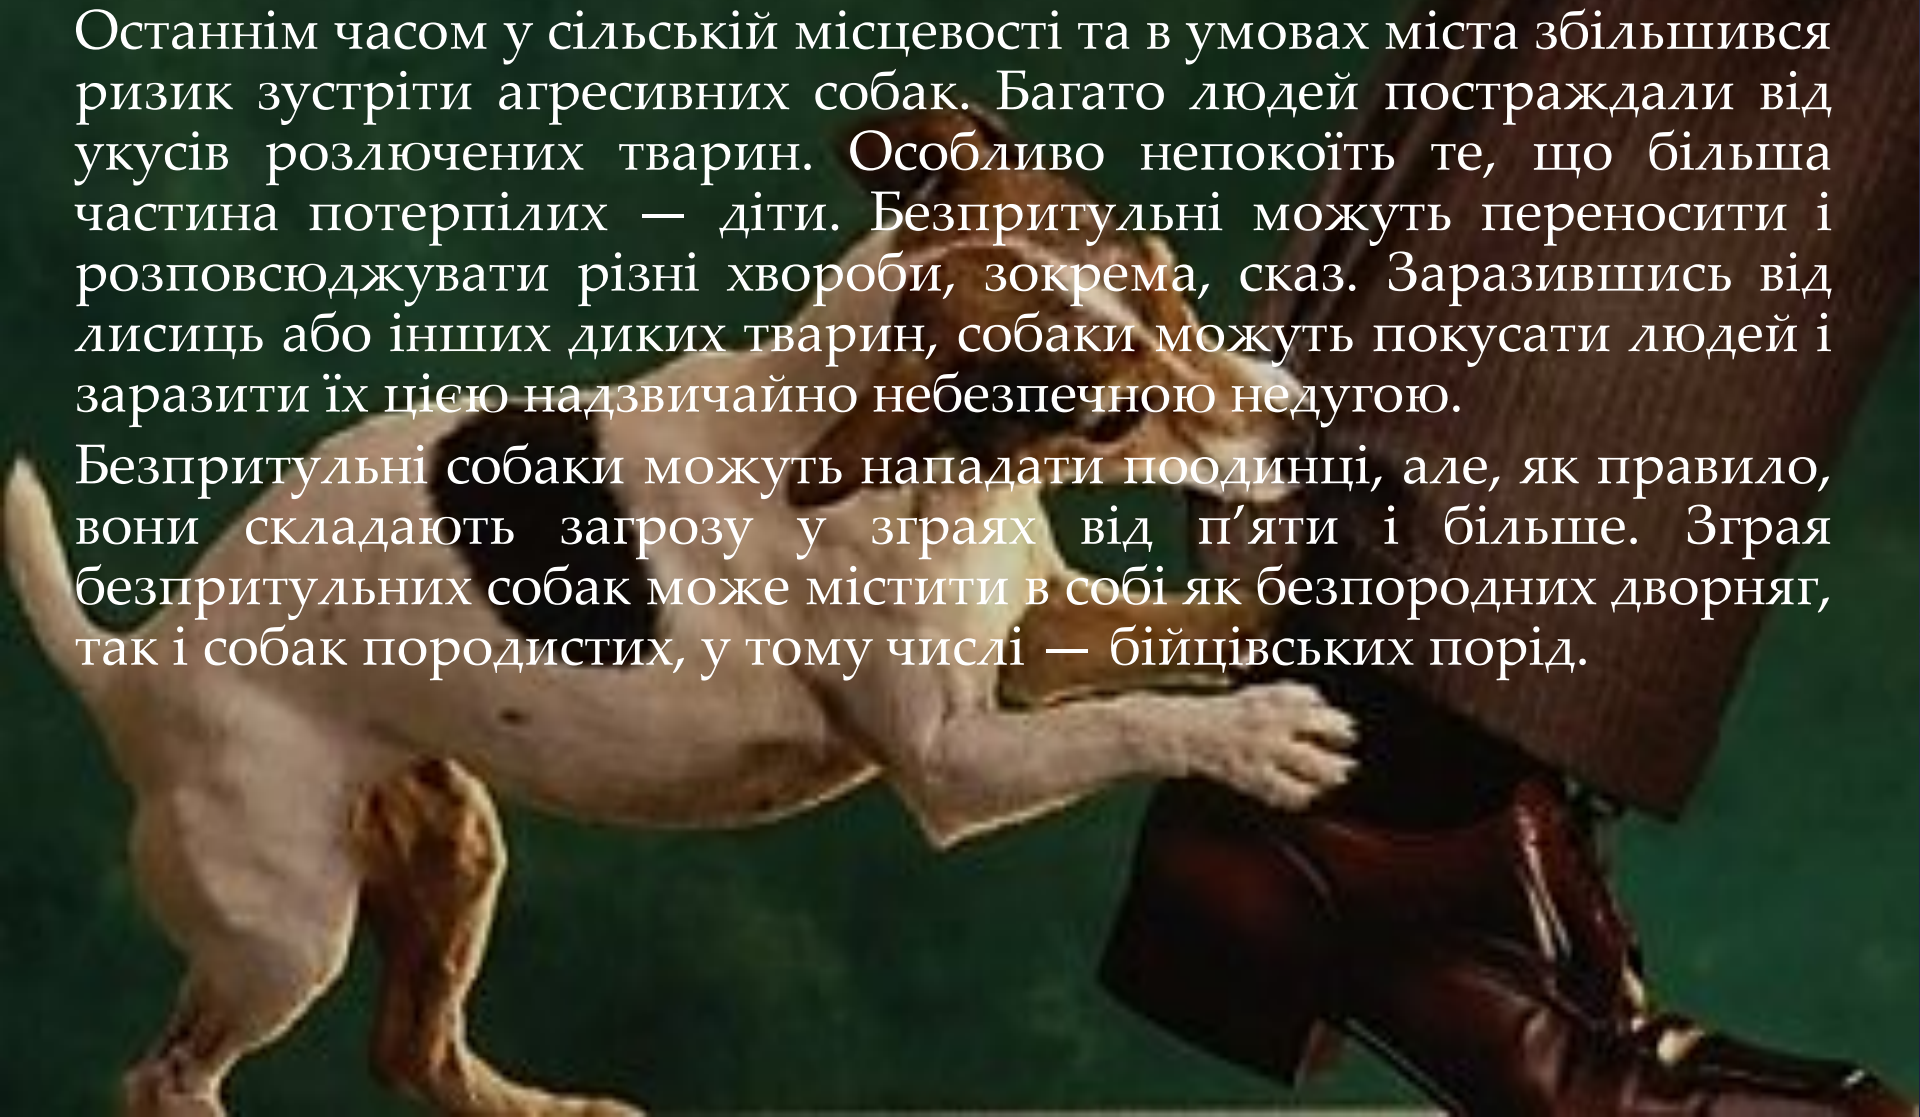 Останнім часом у сільській місцевості та в умовах міста збільшився
ризик зустріти агресивних собак. Багато людей постраждали від
укусів розлючених тварин. Особливо непокоїть те, що більша
частина потерпілих — діти. Безпритульні можуть переносити і
розповсюджувати різні хвороби, зокрема, сказ. Заразившись від
лисиць або інших диких тварин, собаки можуть покусати людей і
заразити їх цією надзвичайно небезпечною недугою.
Безпритульні собаки можуть нападати поодинці, але, як правило,
вони складають загрозу у зграях від п’яти і більше. Зграя
безпритульних собак може містити в собі як безпородних дворняг,
так і собак породистих, у тому числі — бійцівських порід.